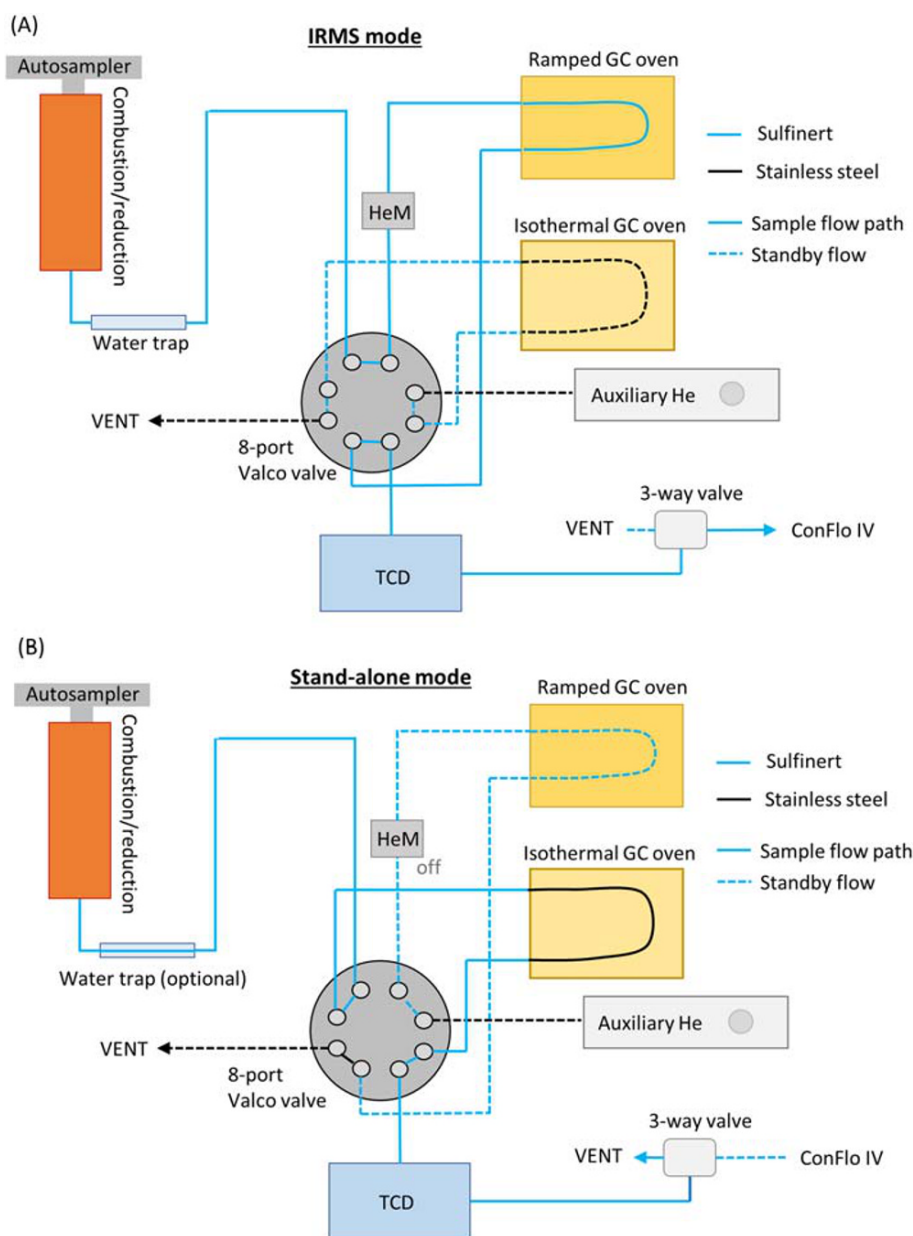 (A)
IRMS mode
Autosampler
Combustion/reduction
Water trap
HeM
Ramped GC oven
Isothermal GC oven
Sulfinert
Stainless steel
Sample flow path
Standby flow
Auxiliary He
VENT
8-port
Valco valve
3-way valve
VENT
ConFlo IV
TCD
(B)
Stand-alone mode
Autosampler
Combustion/reduction
Water trap (optional)
HeM
off
Ramped GC oven
Isothermal GC oven
Sulfinert
Stainless steel
Sample flow path
Standby flow
Auxiliary He
VENT
8-port
Valco valve
3-way valve
VENT
ConFlo IV
TCD